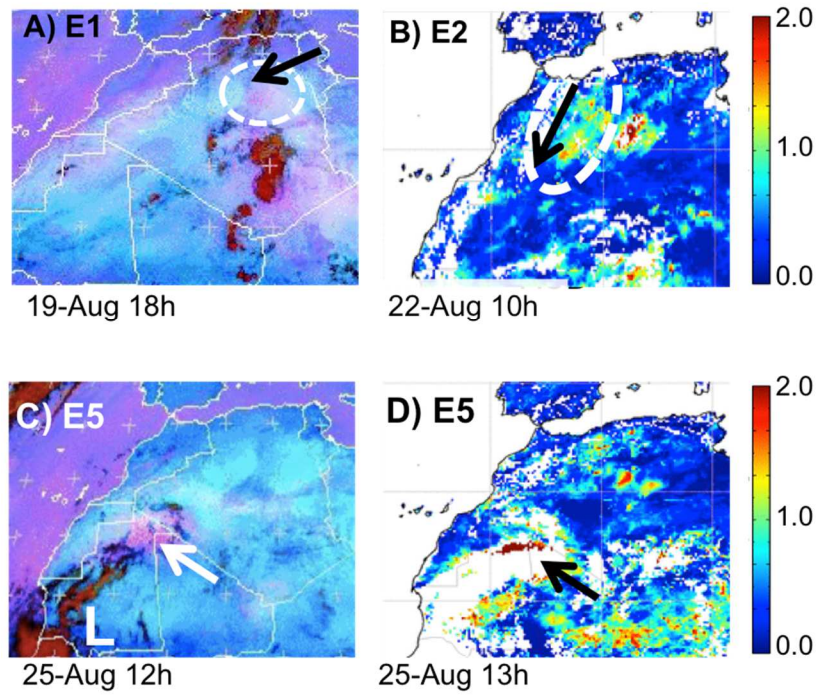 A) E1
B) E2
2.0
1.0
0.0
19-Aug 18h
22-Aug 10h
C) E5
D) E5
2.0
1.0
0.0
L
25-Aug 12h
25-Aug 13h